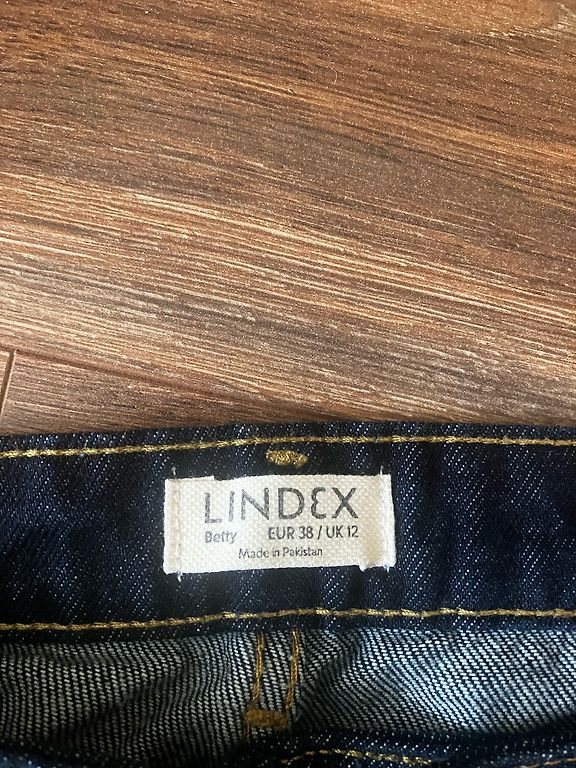 LINDEX
Betty EUR 38 / UK 12
Made in Pakistan